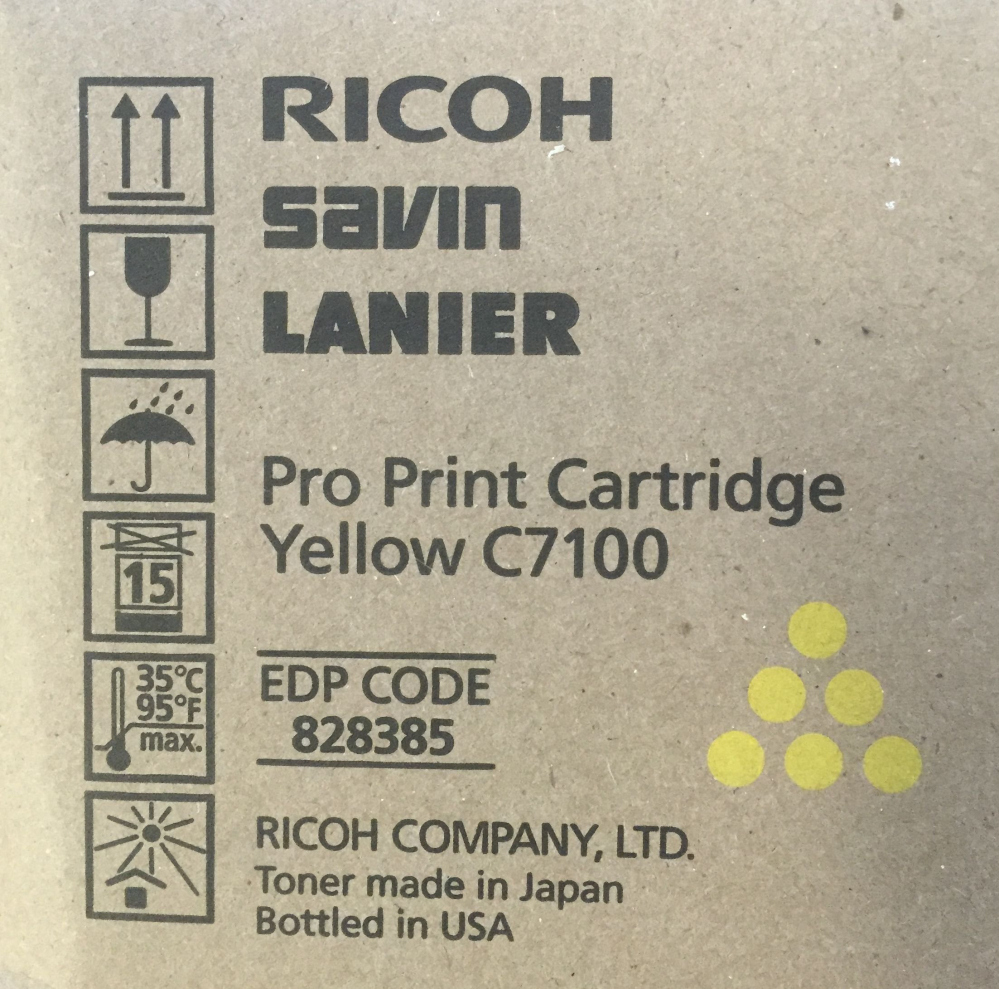 RICOH
savin
LANIER
Pro Print Cartridge
Yellow C7100
15
35°C
95°F
max.
EDP CODE
828385
RICOH COMPANY, LTD.
Toner made in Japan
Bottled in USA